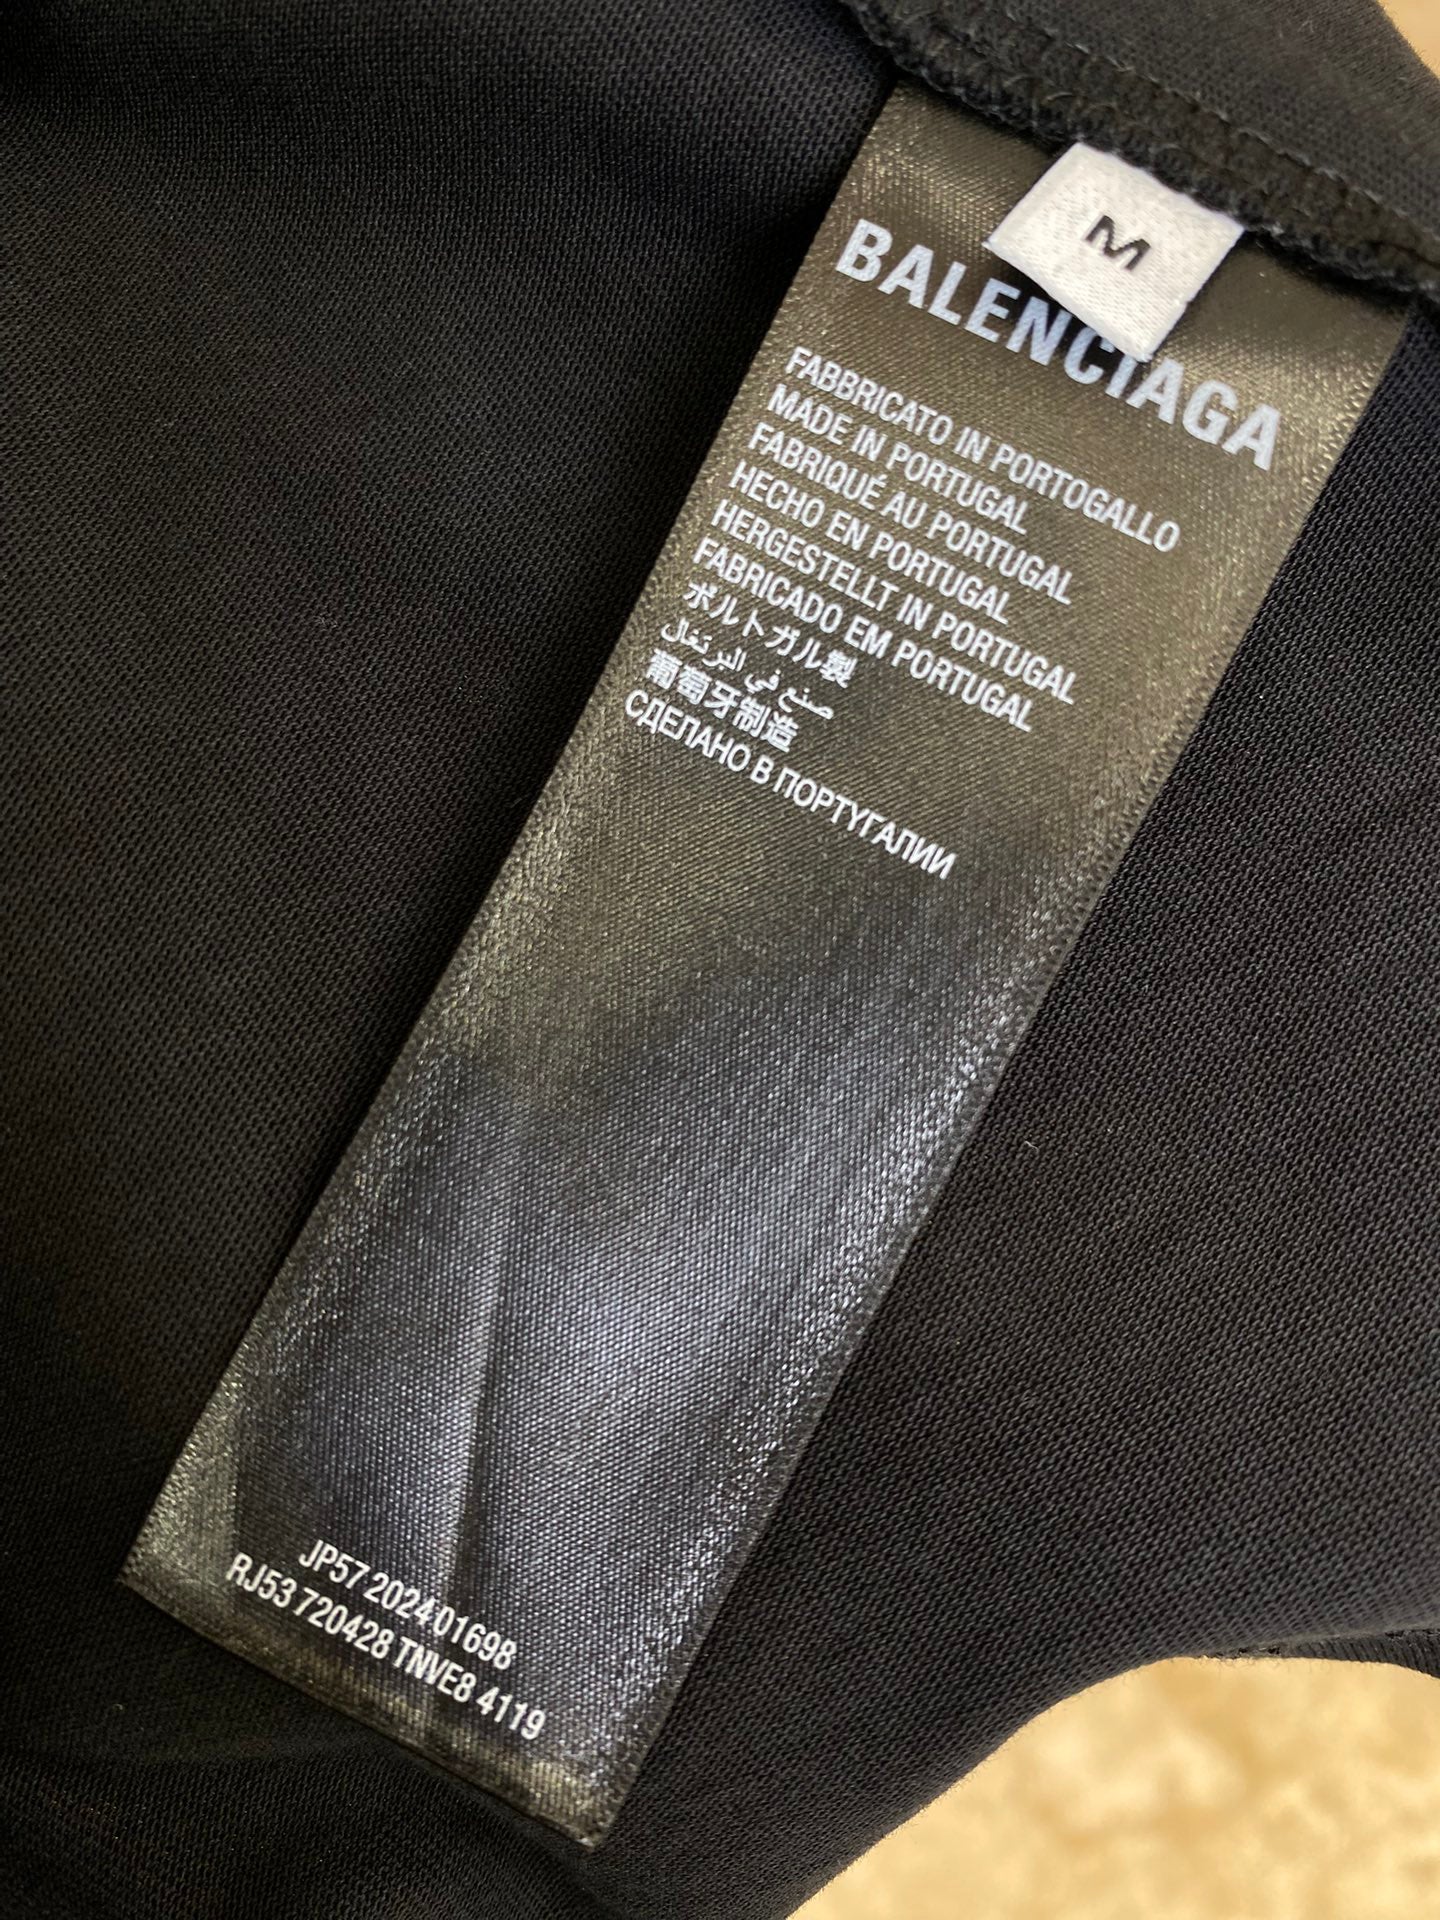 M
BALENCIAGA
FABBRICATO IN PORTOGALLO
MADE IN PORTUGAL
FABRIQUÉ AU PORTUGAL
HECHO EN PORTUGAL
HERGESTELLT IN PORTUGAL
FABRICADO EM PORTUGAL
ポルトガル製
صنع في البرتغال
葡萄牙制造
СДЕЛАНО В ПОРТУГАЛИИ
JP57 2024 01698
RJ53 720428 TNVE8 4119